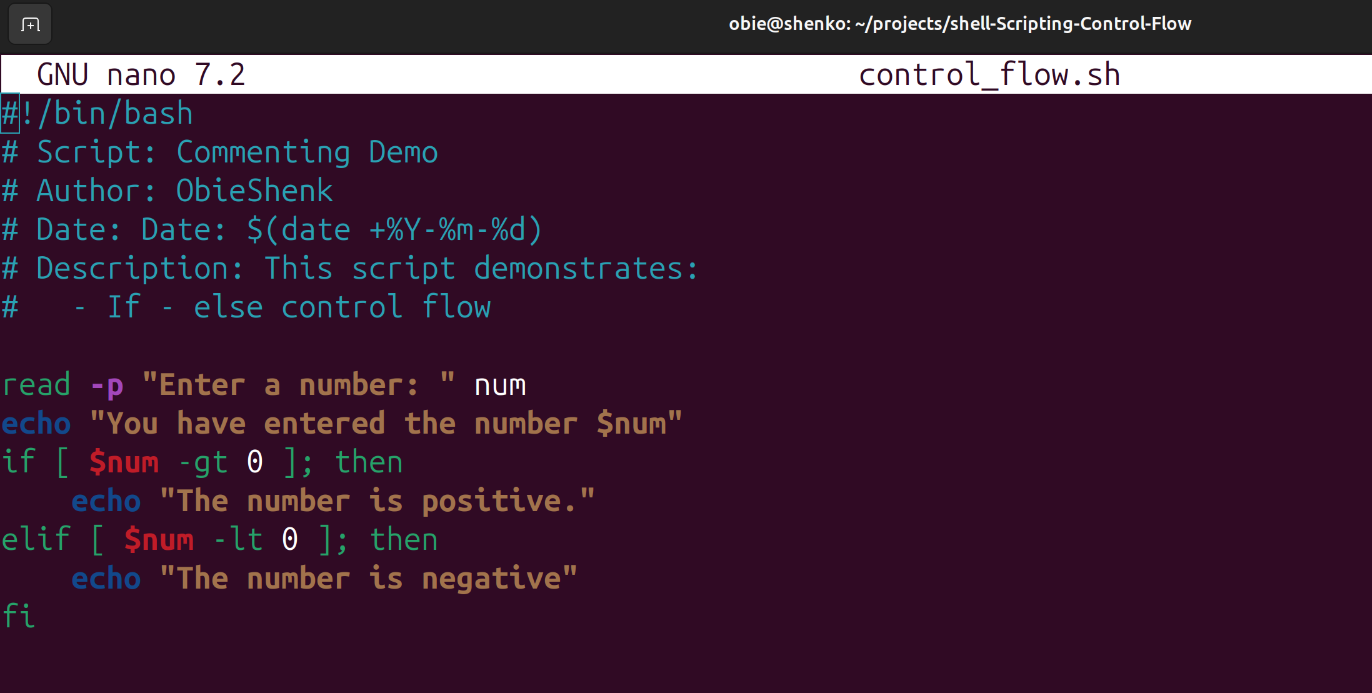 obie@shenko: ~/projects/shell-Scripting-Control-Flow
GNU nano 7.2 control_flow.sh
#!/bin/bash
# Script: Commenting Demo
# Author: ObieShenk
# Date: Date: $(date +%Y-%m-%d)
# Description: This script demonstrates:
#   - If - else control flow

read -p "Enter a number: " num
echo "You have entered the number $num"
if [ $num -gt 0 ]; then
    echo "The number is positive."
elif [ $num -lt 0 ]; then
    echo "The number is negative"
fi